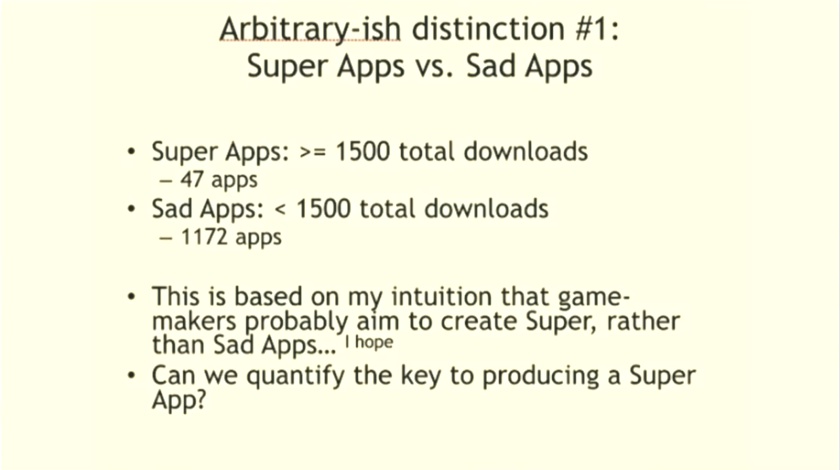 Arbitrary-ish distinction #1:
Super Apps vs. Sad Apps
• Super Apps: >= 1500 total downloads
– 47 apps
• Sad Apps: < 1500 total downloads
– 1172 apps
• This is based on my intuition that game-
makers probably aim to create Super, rather
than Sad Apps... I hope
• Can we quantify the key to producing a Super
App?